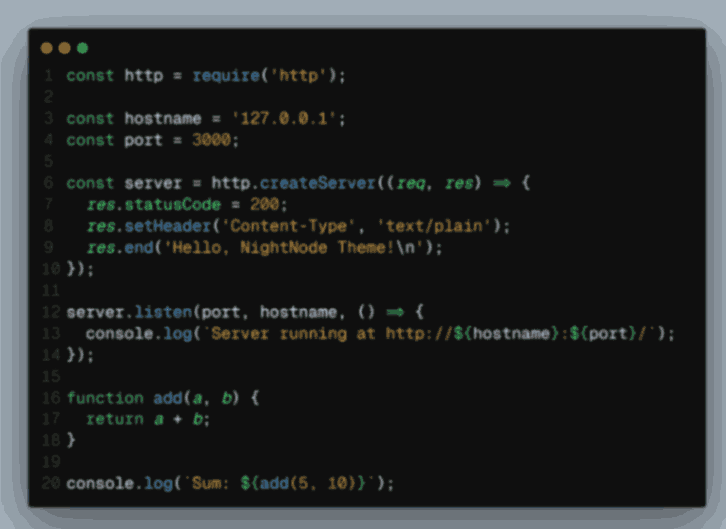 1 const http = require('http');
2
3 const hostname = '127.0.0.1';
4 const port = 3000;
5
6 const server = http.createServer((req, res) => {
7   res.statusCode = 200;
8   res.setHeader('Content-Type', 'text/plain');
9   res.end('Hello, NightNode Theme!\n');
10 });
11
12 server.listen(port, hostname, () => {
13   console.log(`Server running at http://${hostname}:${port}/`);
14 });
15
16 function add(a, b) {
17   return a + b;
18 }
19
20 console.log(`Sum: ${add(5, 10)}`);